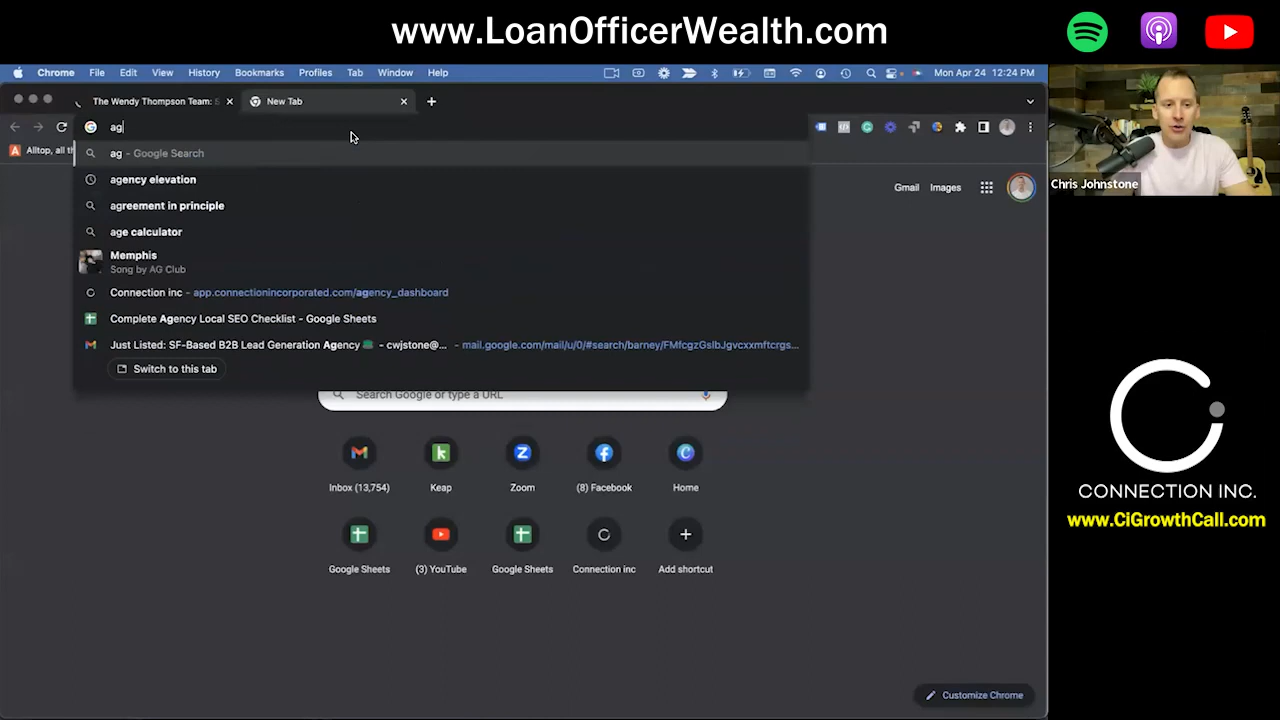 www.LoanOfficerWealth.com
Chrome File Edit View History Bookmarks Profiles Tab Window Help Mon Apr 24 12:24 PM
The Wendy Thompson Team: New Tab
ag
Alltop, all th
ag - Google Search
agency elevation
agreement in principle
age calculator
Memphis
Song by AG Club
Connection inc - app.connectionincorporated.com/agency_dashboard
Complete Agency Local SEO Checklist - Google Sheets
Just Listed: SF-Based B2B Lead Generation Agency - cwjstone@... - mail.google.com/mail/u/0/#search/barney/FMfcgzGslbJgvcxxmftcrgs...
Switch to this tab
Gmail Images
Search Google or type a URL
Inbox (13,754) Keap Zoom (8) Facebook Home
Google Sheets (3) YouTube Google Sheets Connection inc Add shortcut
Customize Chrome
Chris Johnstone
CONNECTION INC.
www.CiGrowthCall.com